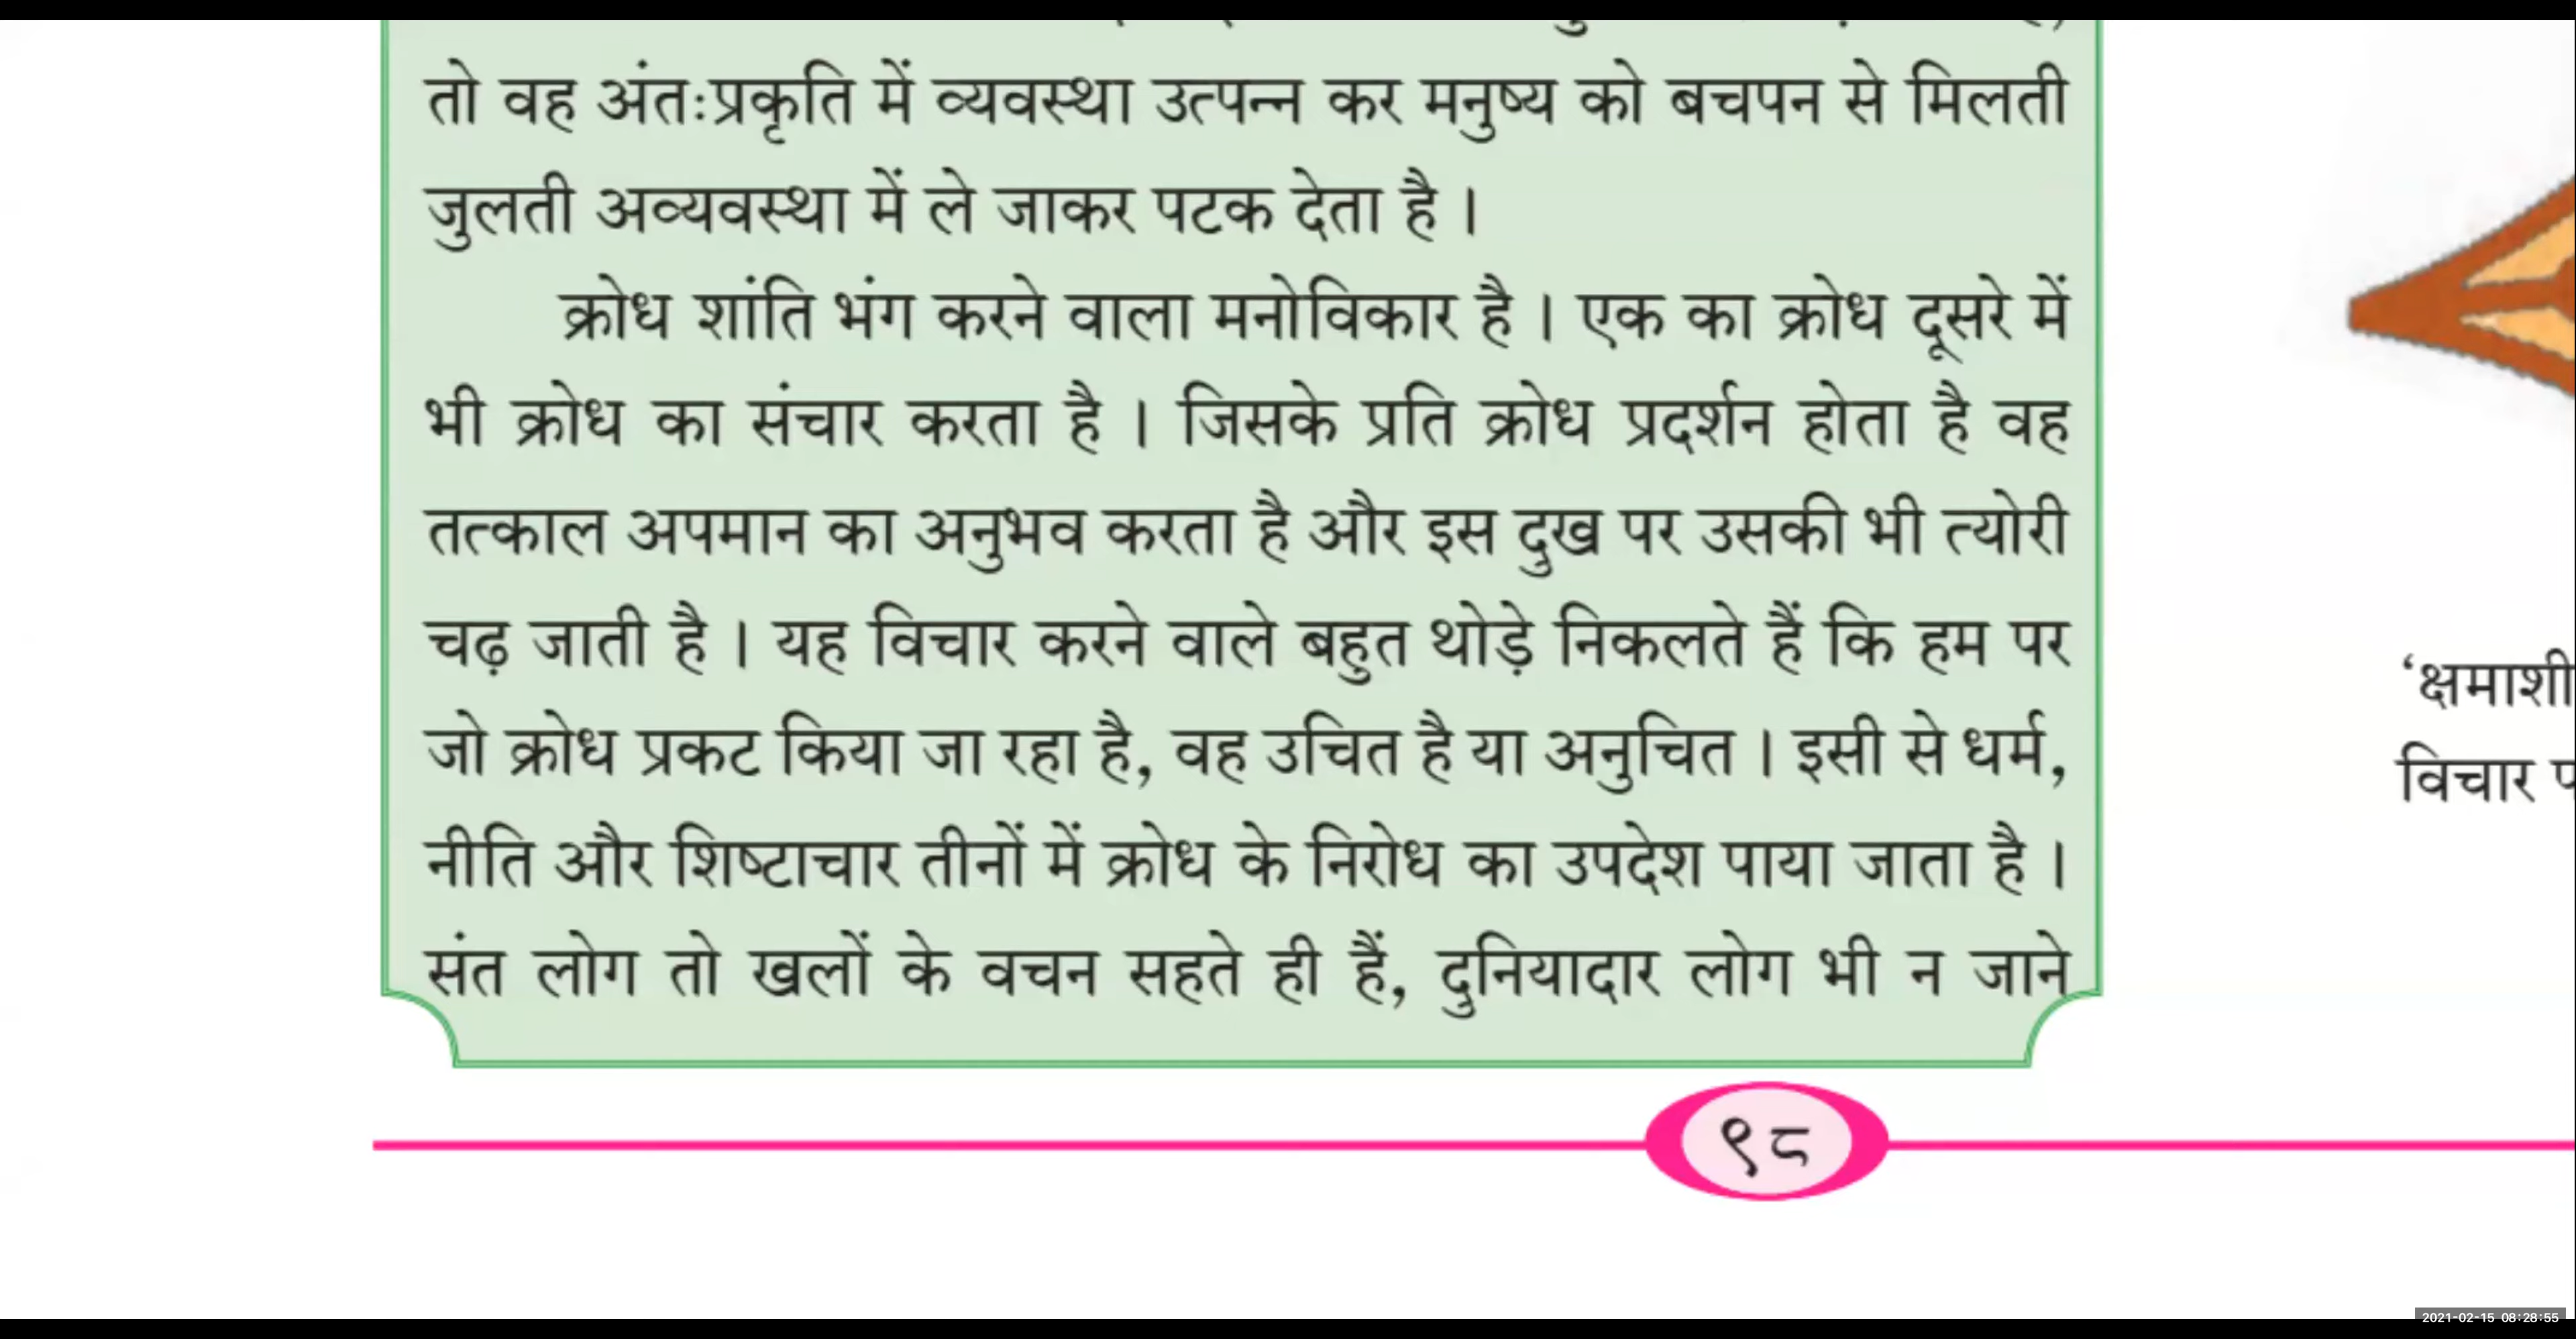 तो वह अंतःप्रकृति में व्यवस्था उत्पन्न कर मनुष्य को बचपन से मिलती
जुलती अव्यवस्था में ले जाकर पटक देता है ।
क्रोध शांति भंग करने वाला मनोविकार है । एक का क्रोध दूसरे में
भी क्रोध का संचार करता है । जिसके प्रति क्रोध प्रदर्शन होता है वह
तत्काल अपमान का अनुभव करता है और इस दुख पर उसकी भी त्योरी
चढ़ जाती है । यह विचार करने वाले बहुत थोड़े निकलते हैं कि हम पर
जो क्रोध प्रकट किया जा रहा है, वह उचित है या अनुचित । इसी से धर्म,
नीति और शिष्टाचार तीनों में क्रोध के निरोध का उपदेश पाया जाता है ।
संत लोग तो खलों के वचन सहते ही हैं, दुनियादार लोग भी न जाने
‘क्षमाशी
विचार
९८
2021-02-15 08:28:55